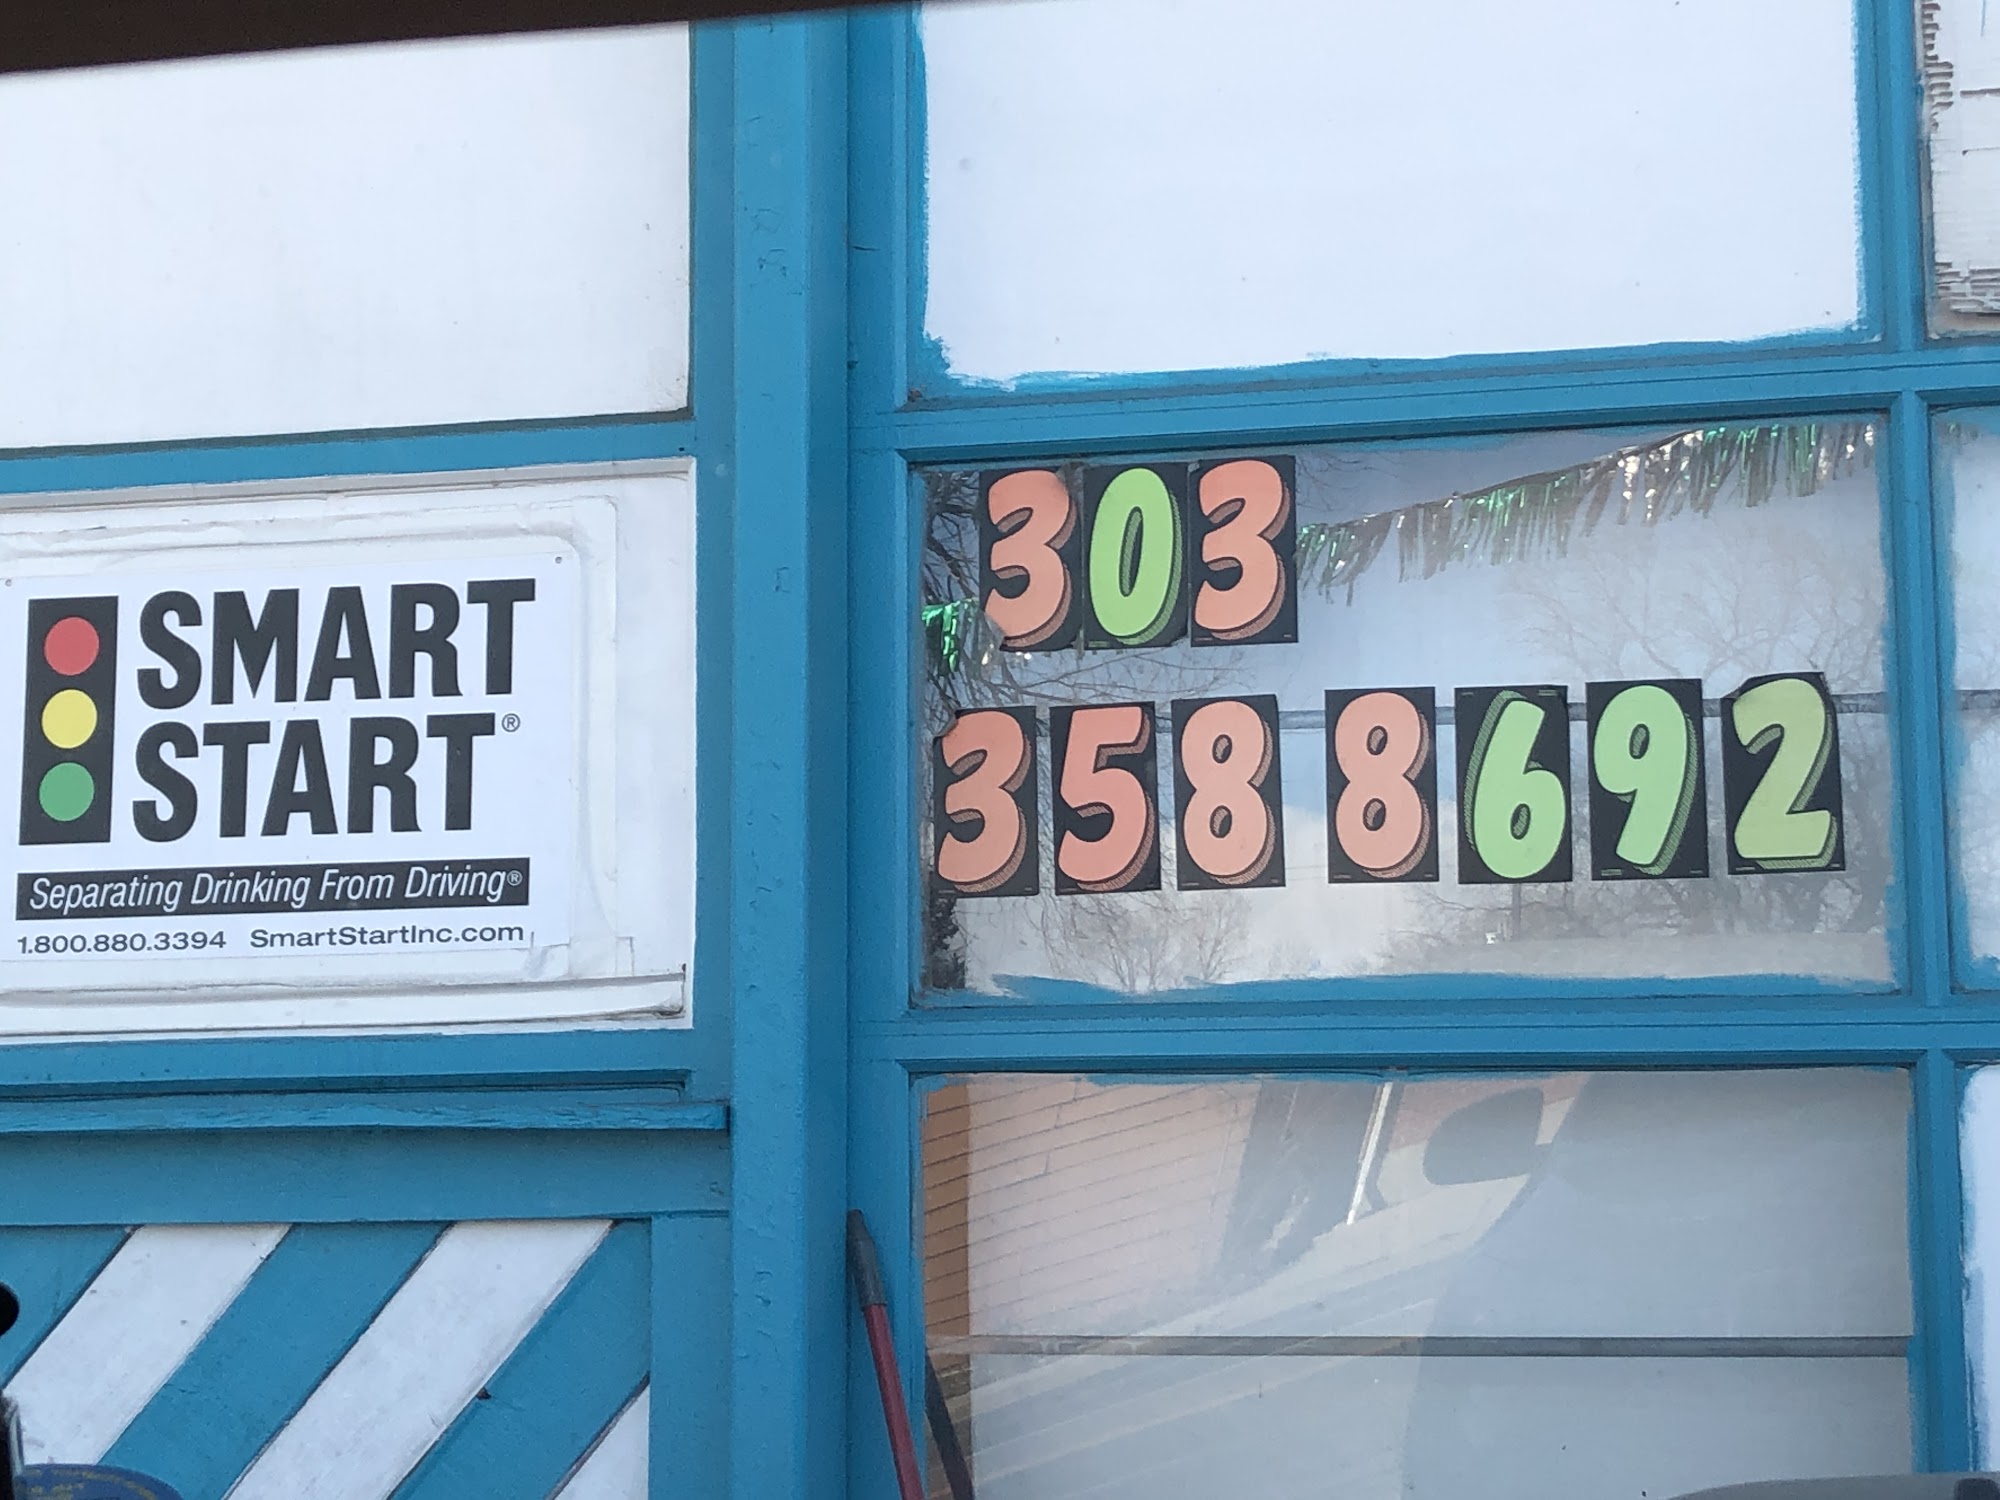 SMART
START®
Separating Drinking From Driving®
1.800.880.3394 SmartStartInc.com
303
358 8692